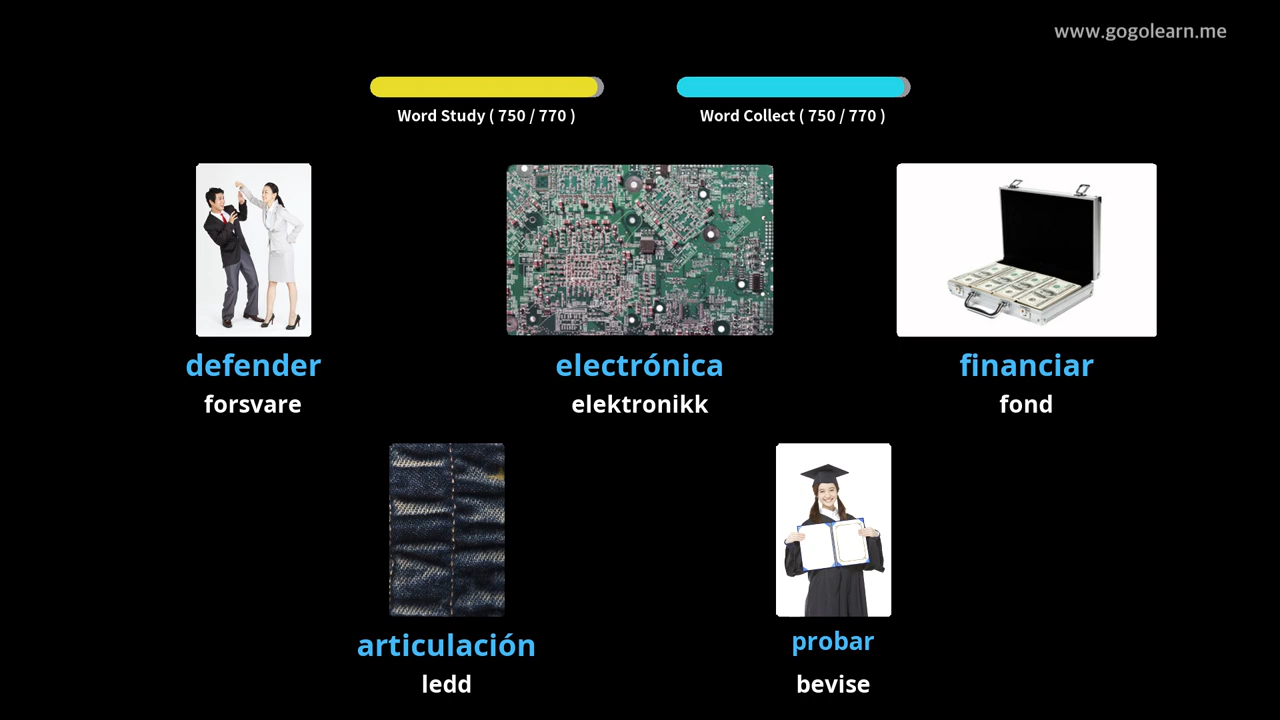 www.gogolearn.me
Word Study ( 750 / 770 )
Word Collect ( 750 / 770 )
defender
forsvare
electrónica
elektronikk
financiar
fond
articulación
ledd
probar
bevise